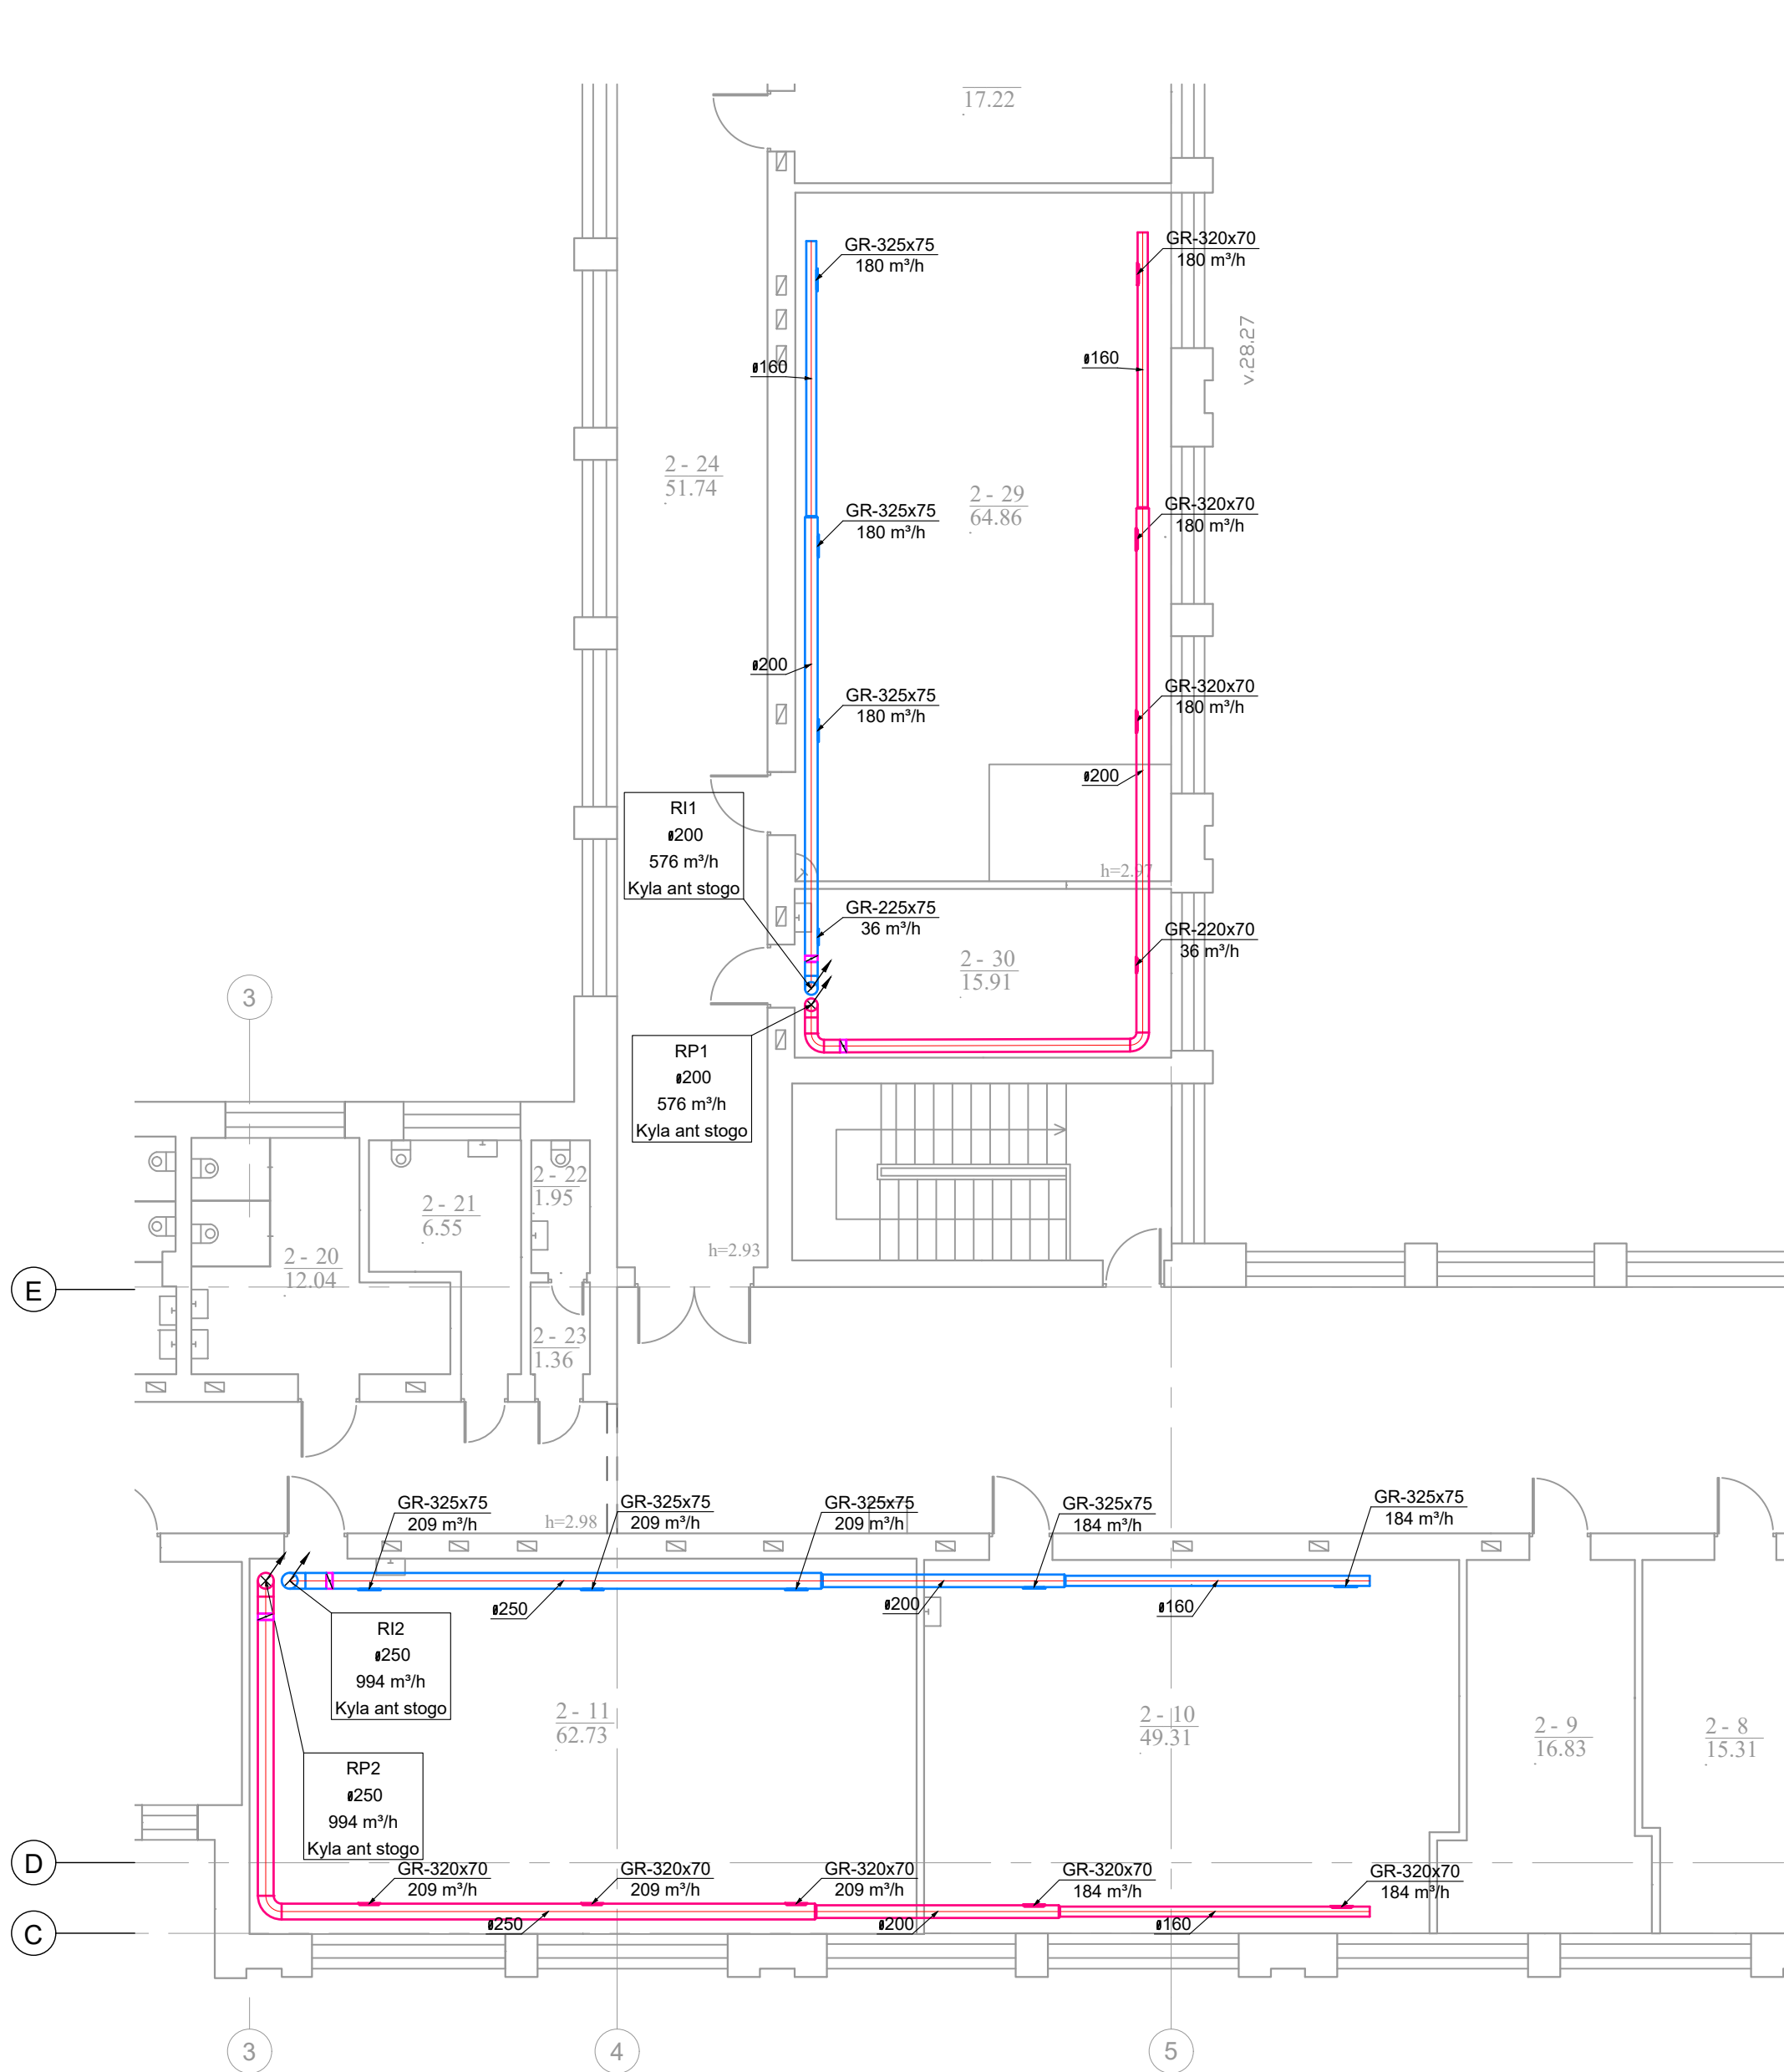 17.22
GR-325x75
180 m³/h
GR-320x70
180 m³/h
v.28.27
ø160
ø160
2 - 24
51.74
2 - 29
64.86
GR-325x75
180 m³/h
GR-320x70
180 m³/h
ø200
GR-325x75
180 m³/h
GR-320x70
180 m³/h
ø200
RI1
ø200
576 m³/h
Kyla ant stogo
h=2.97
GR-225x75
36 m³/h
GR-220x70
36 m³/h
2 - 30
15.91
3
RP1
ø200
576 m³/h
Kyla ant stogo
2 - 22
1.95
2 - 21
6.55
2 - 20
12.04
h=2.93
E
2 - 23
1.36
GR-325x75
209 m³/h
GR-325x75
209 m³/h
GR-325x75
209 m³/h
GR-325x75
184 m³/h
GR-325x75
184 m³/h
h=2.98
ø250
ø200
ø160
RI2
ø250
994 m³/h
Kyla ant stogo
2 - 11
62.73
2 - 10
49.31
2 - 9
16.83
2 - 8
15.31
RP2
ø250
994 m³/h
Kyla ant stogo
D
GR-320x70
209 m³/h
GR-320x70
209 m³/h
GR-320x70
209 m³/h
GR-320x70
184 m³/h
GR-320x70
184 m³/h
C
ø250
ø200
ø160
3
4
5